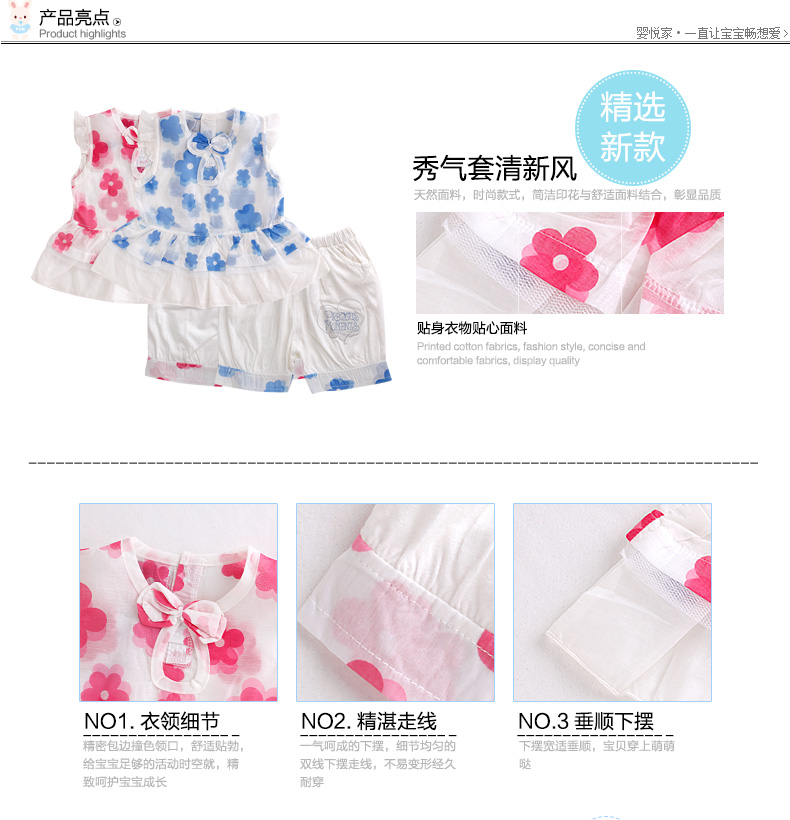 产品亮点
Product highlights
婴悦家·一直让宝宝畅想爱
精选
新款
秀气套清新风
天然面料，时尚款式，简洁印花与舒适面料结合，彰显品质
贴身衣物贴心面料
Printed cotton fabrics, fashion style, concise and
comfortable fabrics, display quality
NO1. 衣领细节
精密包边撞色领口，舒适贴勃，
给宝宝足够的活动时空就，精
致呵护宝宝成长
NO2. 精湛走线
一气呵成的下摆，细节均匀的
双线下摆走线，不易变形经久
耐穿
NO.3 垂顺下摆
下摆宽适垂顺，宝贝穿上萌萌
哒